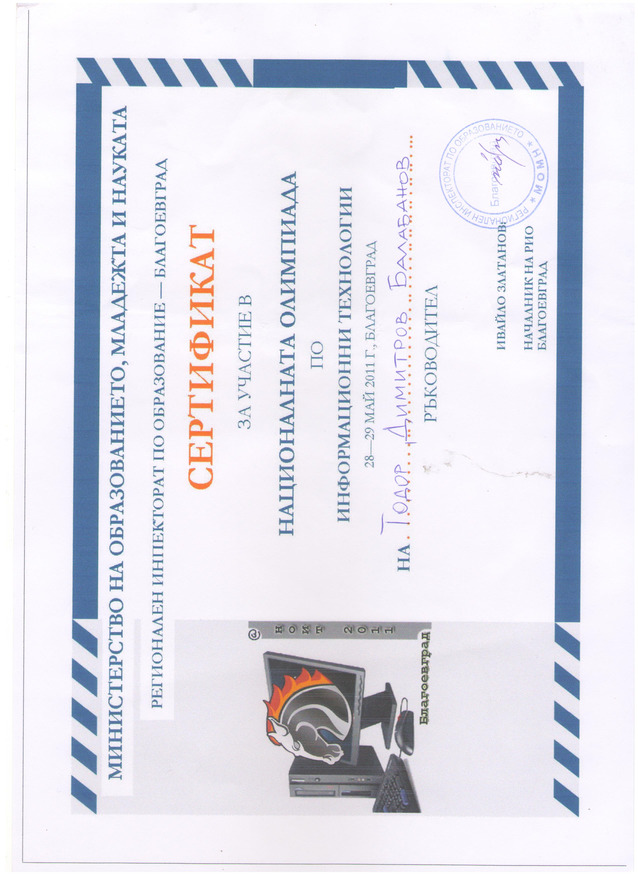 МИНИСТЕРСТВО НА ОБРАЗОВАНИЕТО, МЛАДЕЖТА И НАУКАТА
РЕГИОНАЛЕН ИНПЕКТОРАТ ПО ОБРАЗОВАНИЕ — БЛАГОЕВГРАД
СЕРТИФИКАТ
ЗА УЧАСТИЕ В
НАЦИОНАЛНАТА ОЛИМПИАДА
ПО
ИНФОРМАЦИОННИ ТЕХНОЛОГИИ
28—29 МАЙ 2011 Г., БЛАГОЕВГРАД
НА Тодор Димитров Балабанов
РЪКОВОДИТЕЛ
@ НОИТ 2011
Благоевград
РЕГИОНАЛЕН ИНСПЕКТОРАТ ПО ОБРАЗОВАНИЕТО * МОМН *
ИВАЙЛО ЗЛАТАНОВ
НАЧАЛНИК НА РИО
БЛАГОЕВГРАД